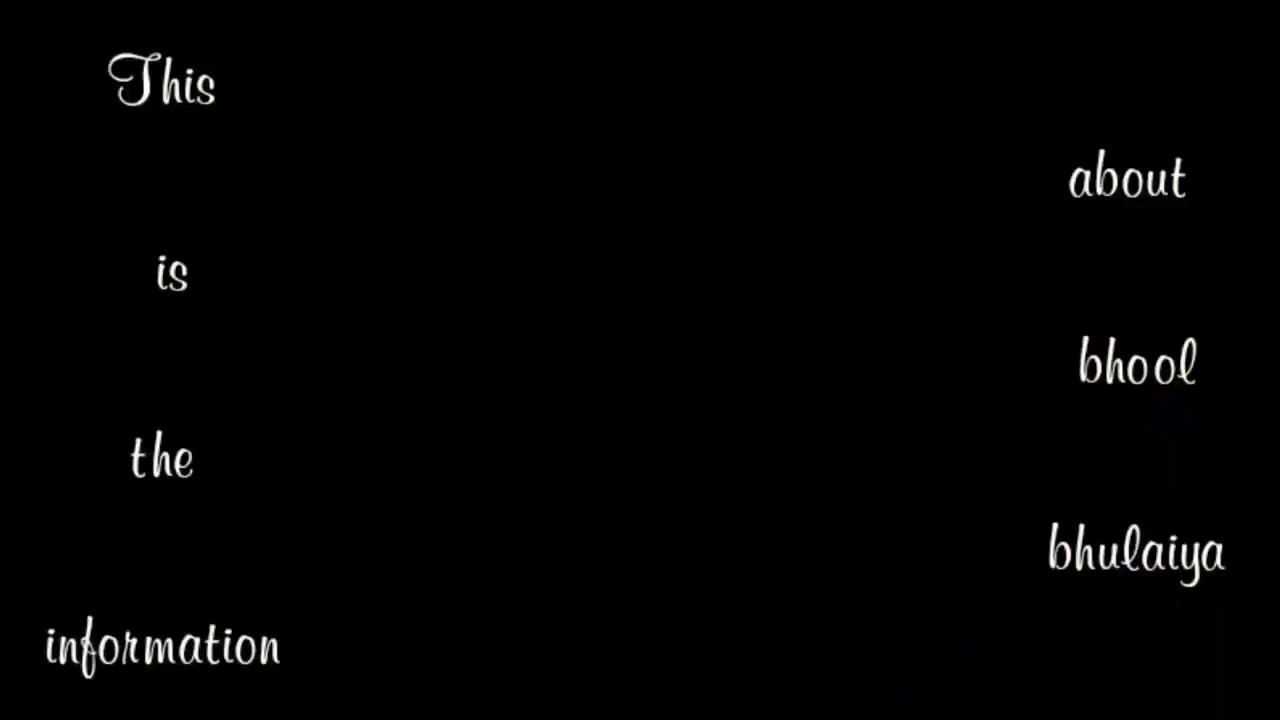 This
is
the
information
about
bhool
bhulaiya